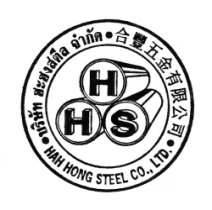 บริษัท ฮะฮงสตีล จำกัด
合豐五金有限公司
HAH HONG STEEL CO., LTD.
H
H S